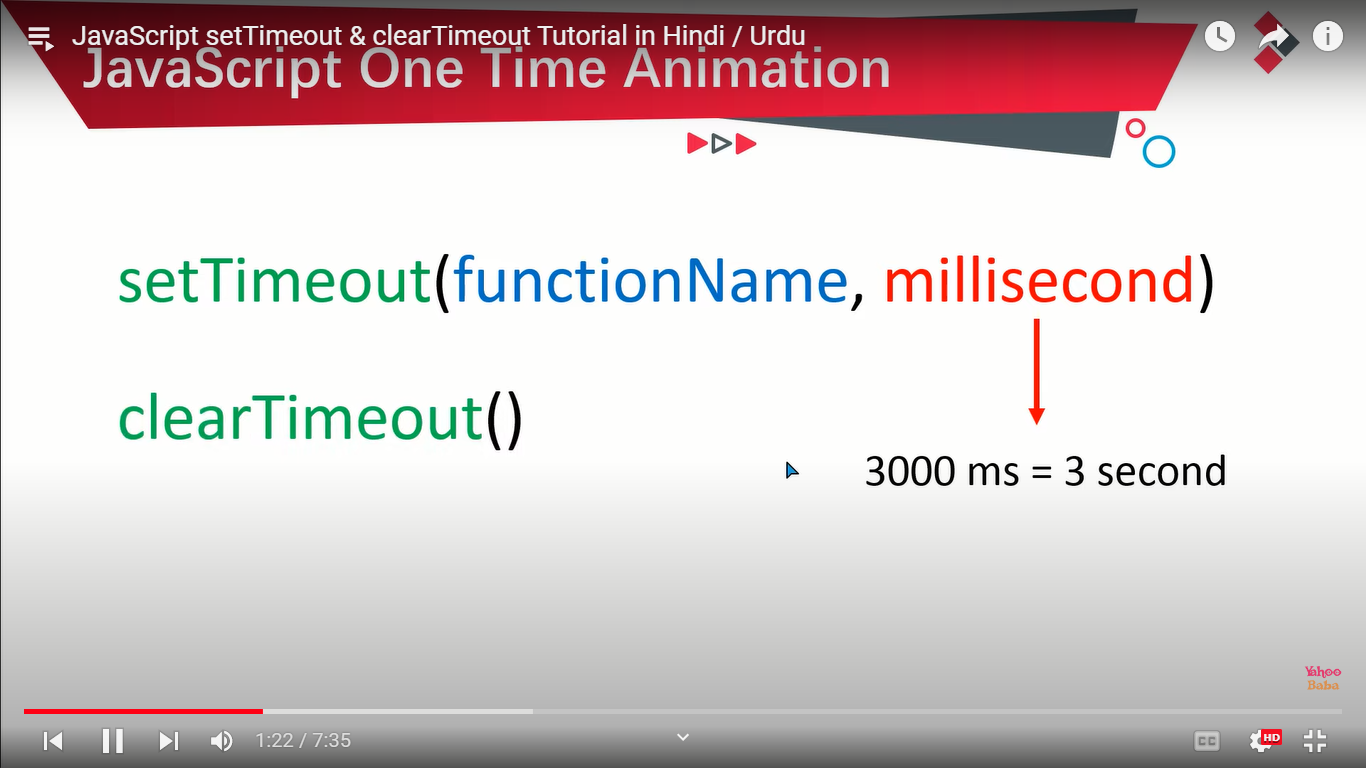 JavaScript setTimeout & clearTimeout Tutorial in Hindi / Urdu
JavaScript One Time Animation
setTimeout(functionName, millisecond)
clearTimeout()
3000 ms = 3 second
Yahoo
Baba
1:22 / 7:35
CC
HD